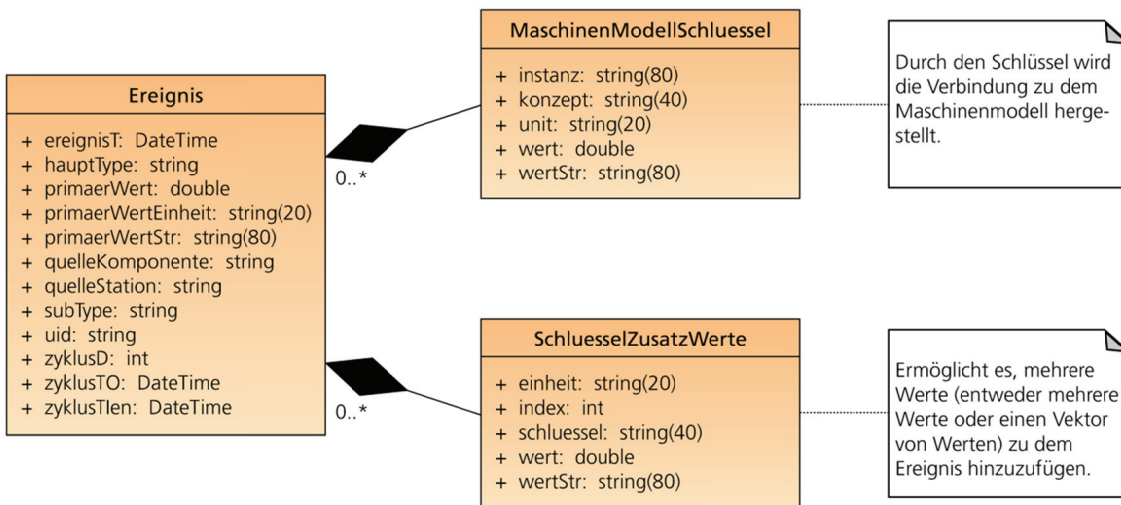 Ereignis
+ ereignisT: DateTime
+ hauptType: string
+ primaerWert: double
+ primaerWertEinheit: string(20)
+ primaerWertStr: string(80)
+ quelleKomponente: string
+ quelleStation: string
+ subType: string
+ uid: string
+ zyklusD: int
+ zyklusTO: DateTime
+ zyklusTlen: DateTime
0..*
0..*
MaschinenModellSchluessel
+ instanz: string(80)
+ konzept: string(40)
+ unit: string(20)
+ wert: double
+ wertStr: string(80)
Durch den Schlüssel wird
die Verbindung zu dem
Maschinenmodell herge-
stellt.
SchluesselZusatzWerte
+ einheit: string(20)
+ index: int
+ schluessel: string(40)
+ wert: double
+ wertStr: string(80)
Ermöglicht es, mehrere
Werte (entweder mehrere
Werte oder einen Vektor
von Werten) zu dem
Ereignis hinzuzufügen.